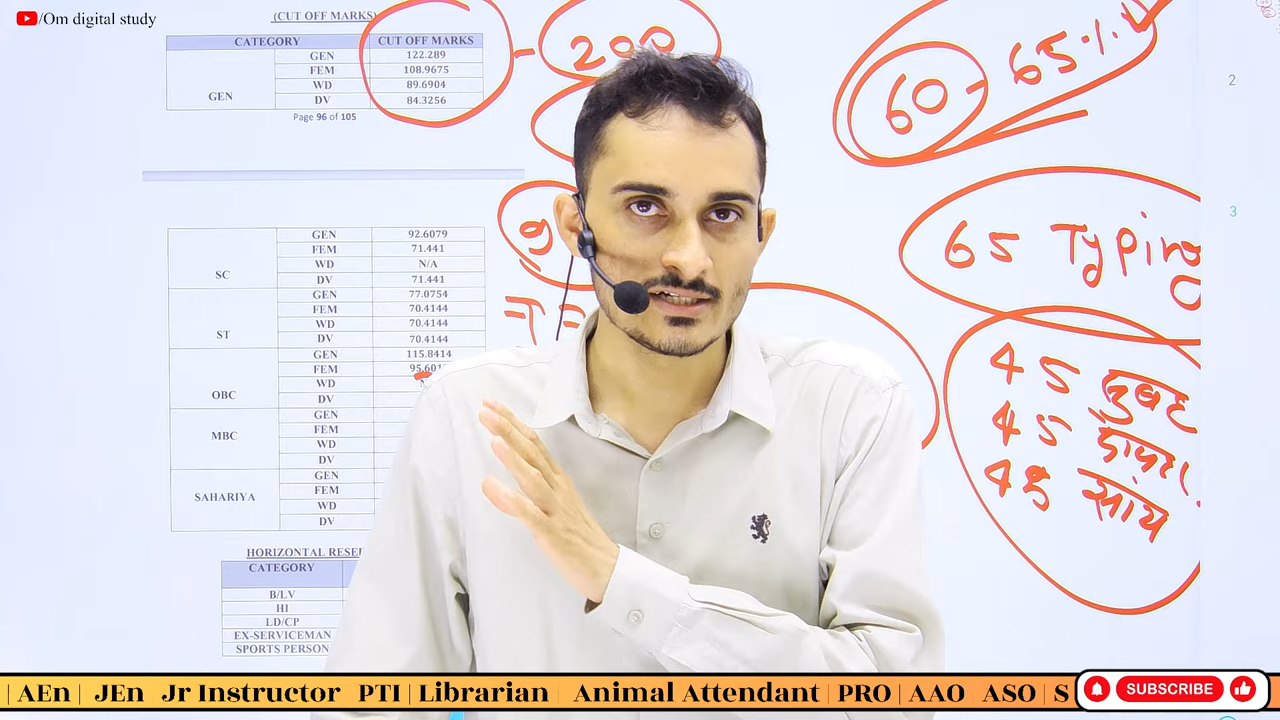 /Om digital study
(CUT OFF MARKS)
CATEGORY CUT OFF MARKS
GEN GEN 122.289
FEM 108.9675
WD 89.6904
DV 84.3256
Page 96 of 105
SC GEN 92.6079
FEM 71.441
WD N/A
DV 71.441
ST GEN 77.0754
FEM 70.4144
WD 70.4144
DV 70.4144
OBC GEN 115.8414
FEM
WD
DV
MBC GEN
FEM
WD
DV
SAHARIYA GEN
FEM
WD
DV
HORIZONTAL
CATEGORY
B/LV
HI
LD/CP
EX-SERVICEMAN
SPORTS PERSON
- 200
60 - 65%
2
3
65 Typing
45
45
45 सांय
| AEn | JEn Jr Instructor PTI | Librarian Animal Attendant | PRO | AAO ASO | S
SUBSCRIBE